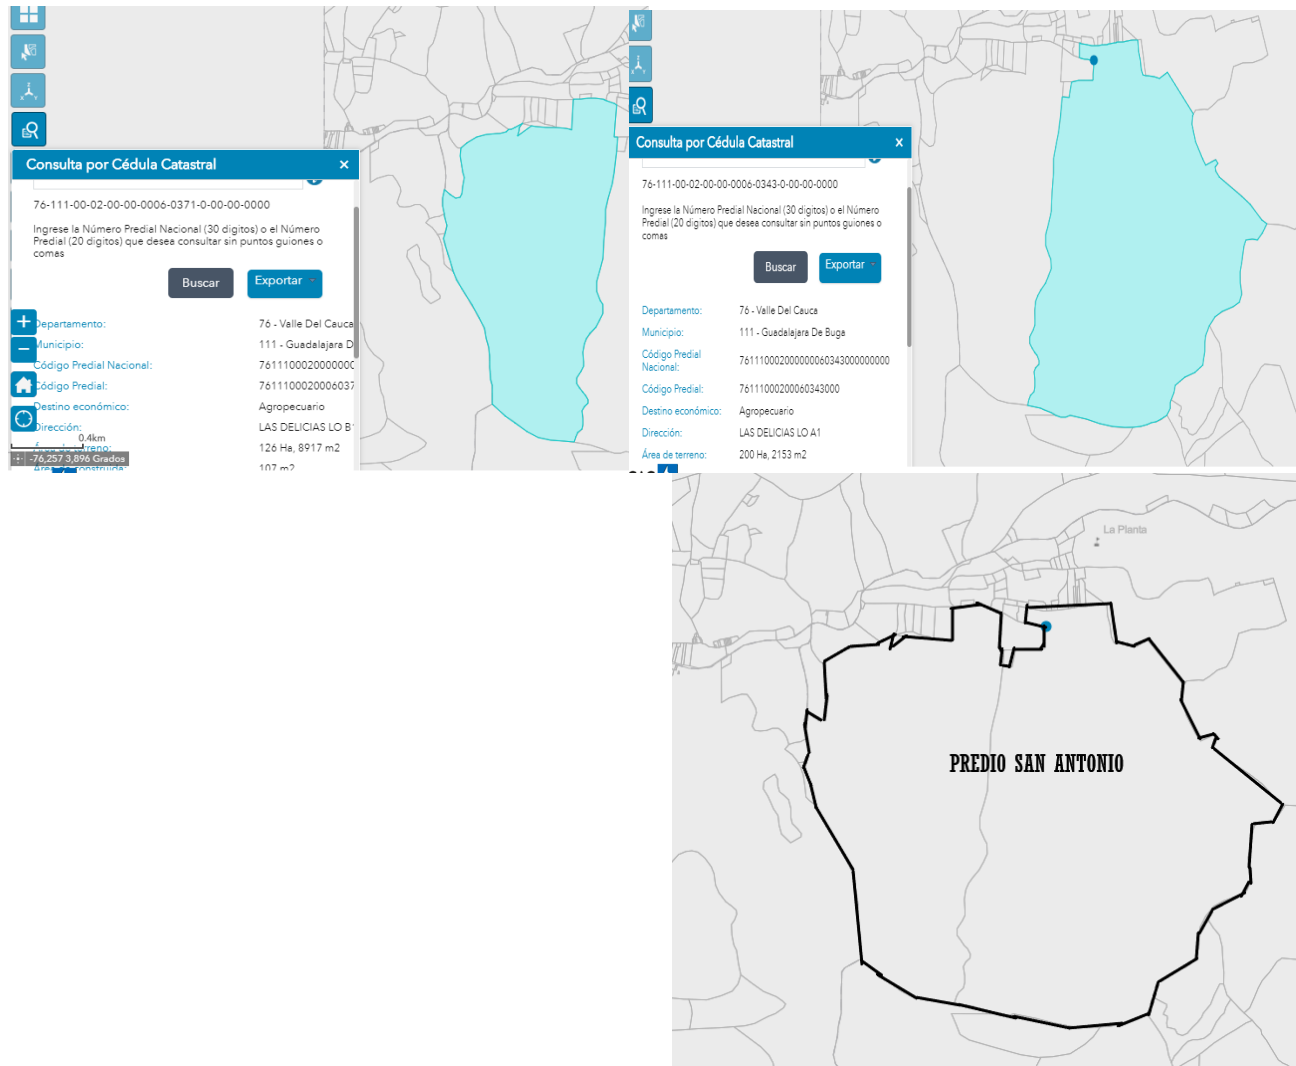 Consulta por Cédula Catastral
76-111-00-02-00-00-0006-0371-0-00-00-0000
Ingrese la Número Predial Nacional (30 digitos) o el Número
Predial (20 digitos) que desea consultar sin puntos guiones o
comas
Buscar
Exportar
Departamento: 76 - Valle Del Cauca
Municipio: 111 - Guadalajara D
Código Predial Nacional: 7611100020000000
Código Predial: 7611100020006037
Destino económico: Agropecuario
Dirección: LAS DELICIAS LO B
Área de terreno: 126 Ha, 8917 m2
Área de construida: 107 m2
0.4km
-76,257 3,896 Grados
Consulta por Cédula Catastral
76-111-00-02-00-00-0006-0343-0-00-00-0000
Ingrese la Número Predial Nacional (30 digitos) o el Número
Predial (20 digitos) que desea consultar sin puntos guiones o
comas
Buscar
Exportar
Departamento: 76 - Valle Del Cauca
Municipio: 111 - Guadalajara De Buga
Código Predial
Nacional: 761110002000000060343000000000
Código Predial: 76111000200060343000
Destino económico: Agropecuario
Dirección: LAS DELICIAS LO A1
Área de terreno: 200 Ha, 2153 m2
La Planta
PREDIO SAN ANTONIO